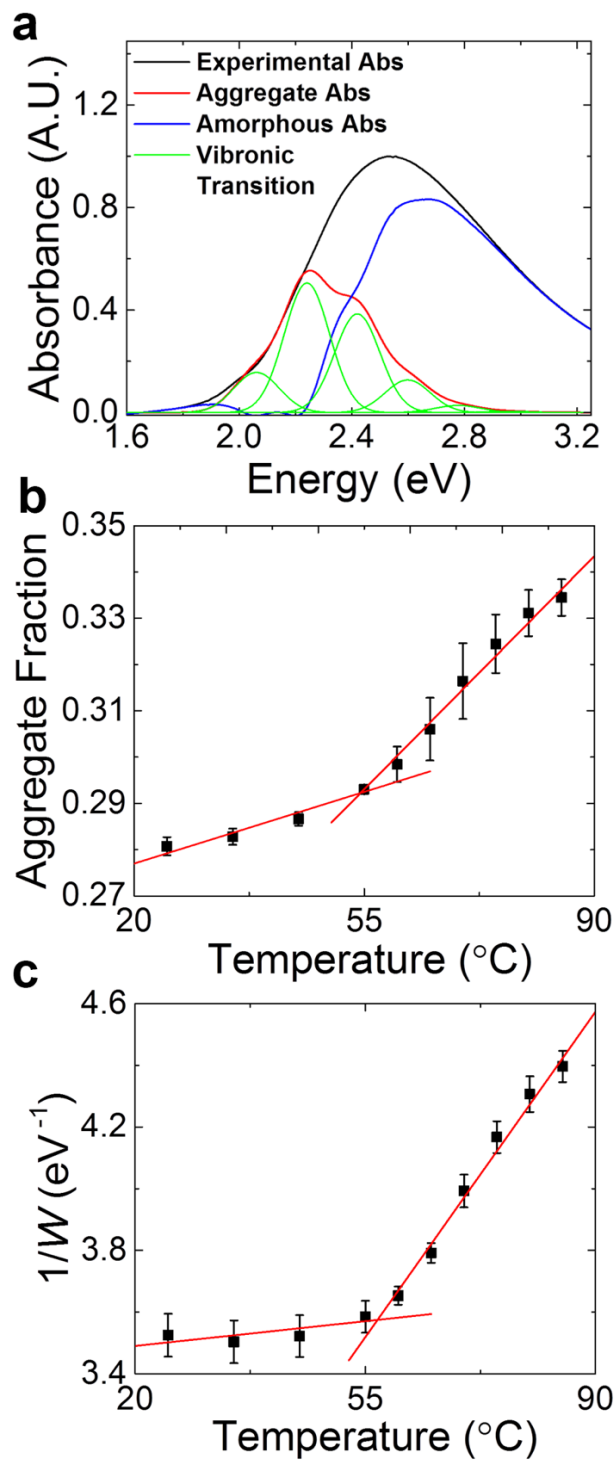 a
Experimental Abs
Aggregate Abs
Amorphous Abs
Vibronic
Transition
Absorbance (A.U.)
1.2
0.8
0.4
0.0
1.6 2.0 2.4 2.8 3.2
Energy (eV)
b
Aggregate Fraction
0.35
0.33
0.31
0.29
0.27
20 55 90
Temperature (°C)
c
1/W (eV⁻¹)
4.6
4.2
3.8
3.4
20 55 90
Temperature (°C)